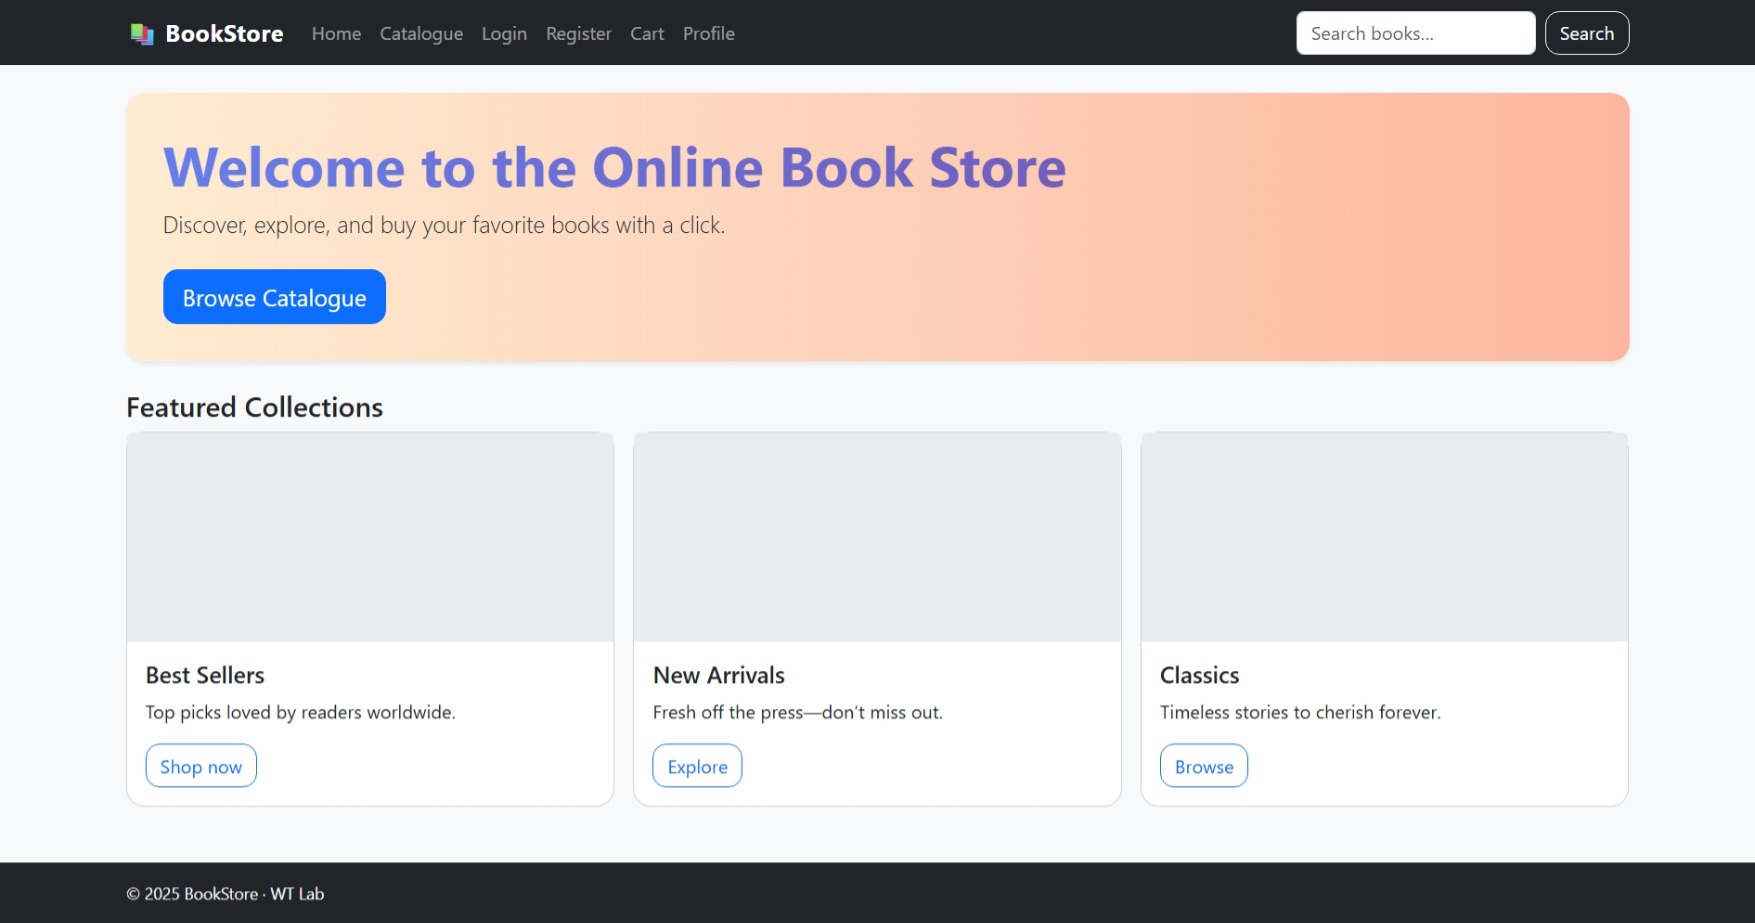 BookStore Home Catalogue Login Register Cart Profile Search books... Search
Welcome to the Online Book Store
Discover, explore, and buy your favorite books with a click.
Browse Catalogue
Featured Collections
Best Sellers
Top picks loved by readers worldwide.
Shop now
New Arrivals
Fresh off the press—don’t miss out.
Explore
Classics
Timeless stories to cherish forever.
Browse
© 2025 BookStore · WT Lab